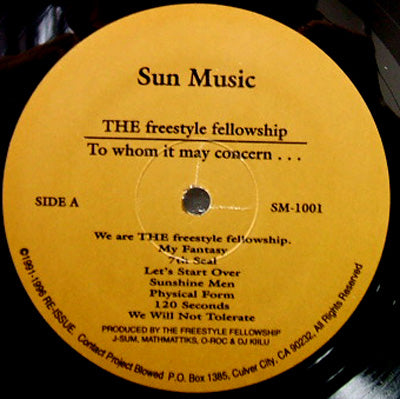 Sun Music
THE freestyle fellowship
To whom it may concern . . .
SIDE A
SM-1001
We are THE freestyle fellowship.
My Fantasy
7th Seal
Let's Start Over
Sunshine Men
Physical Form
120 Seconds
We Will Not Tolerate
PRODUCED BY THE FREESTYLE FELLOWSHIP
J-SUM, MATHMATTIKS, O-ROC & DJ KIILU
©1991-1996 RE-ISSUE. Contact Project Blowed P.O. Box 1385, Culver City, CA 90232, All Rights Reserved